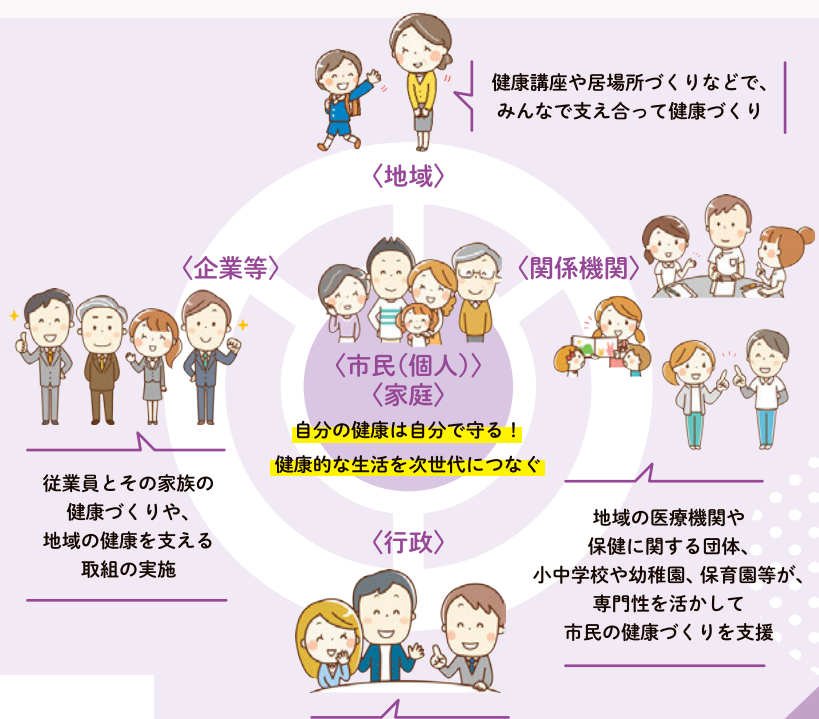 健康講座や居場所づくりなどで、
みんなで支え合って健康づくり
〈地域〉
〈企業等〉
〈関係機関〉
〈市民(個人)〉
〈家庭〉
自分の健康は自分で守る！
健康的な生活を次世代につなぐ
従業員とその家族の
健康づくりや、
地域の健康を支える
取組の実施
地域の医療機関や
保健に関する団体、
小中学校や幼稚園、保育園等が、
専門性を活かして
市民の健康づくりを支援
〈行政〉